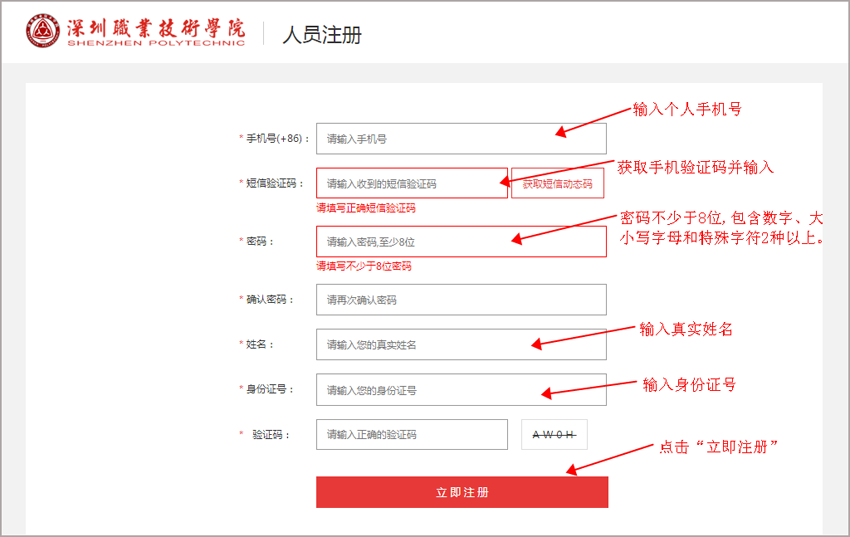 深圳職業技術學院
SHENZHEN POLYTECHNIC
人员注册
输入个人手机号
* 手机号(+86)：
请输入手机号
获取手机验证码并输入
* 短信验证码：
请输入收到的短信验证码
获取短信动态码
请填写正确短信验证码
密码不少于8位,包含数字、大
小写字母和特殊字符2种以上。
* 密码：
请输入密码,至少8位
请填写不少于8位密码
* 确认密码：
请再次确认密码
输入真实姓名
* 姓名：
请输入您的真实姓名
输入身份证号
* 身份证号：
请输入您的身份证号
* 验证码：
请输入正确的验证码
AW0H
点击“立即注册”
立即注册